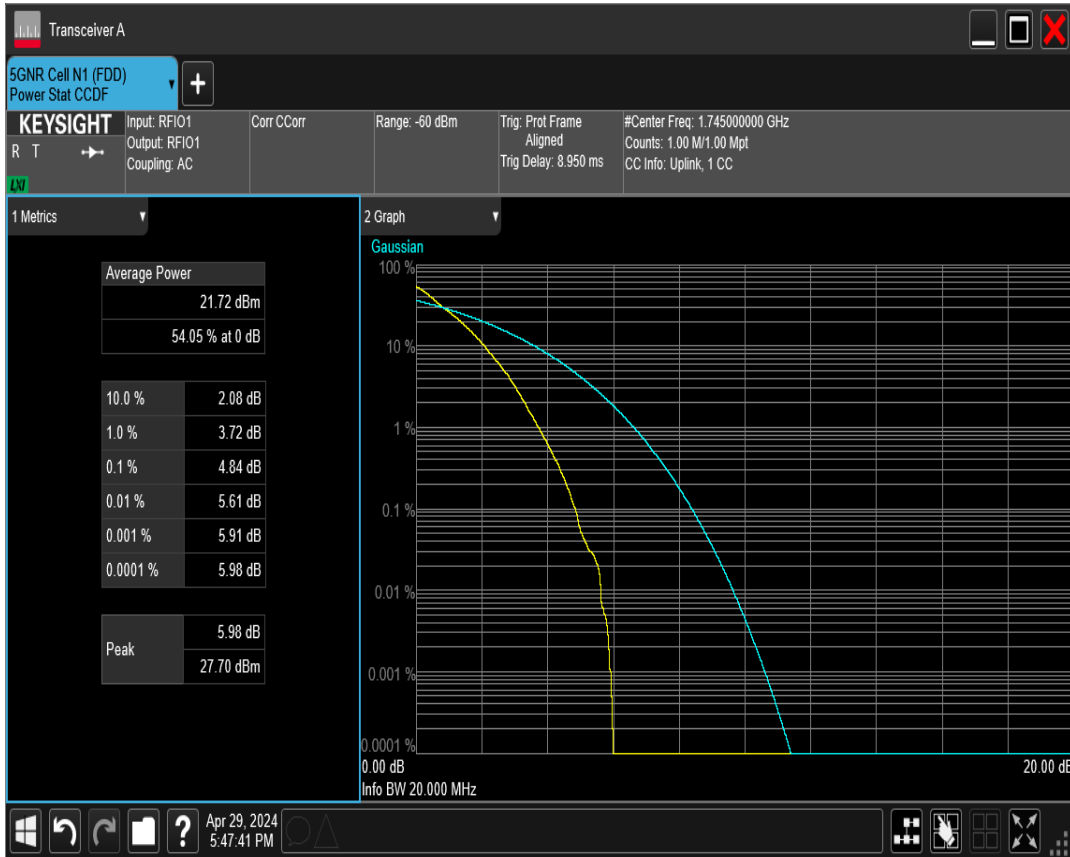 Transceiver A
5GNR Cell N1 (FDD)
Power Stat CCDF
KEYSIGHT
R T
LXI
Input: RFIO1
Output: RFIO1
Coupling: AC
Corr CCorr
Range: -60 dBm
Trig: Prot Frame
Aligned
Trig Delay: 8.950 ms
#Center Freq: 1.745000000 GHz
Counts: 1.00 M/1.00 Mpt
CC Info: Uplink, 1 CC
1 Metrics
Average Power
21.72 dBm
54.05 % at 0 dB
10.0 % 2.08 dB
1.0 % 3.72 dB
0.1 % 4.84 dB
0.01 % 5.61 dB
0.001 % 5.91 dB
0.0001 % 5.98 dB
Peak
5.98 dB
27.70 dBm
2 Graph
Gaussian
100 %
10 %
1 %
0.1 %
0.01 %
0.001 %
0.0001 %
0.00 dB 20.00 dB
Info BW 20.000 MHz
? Apr 29, 2024
5:47:41 PM